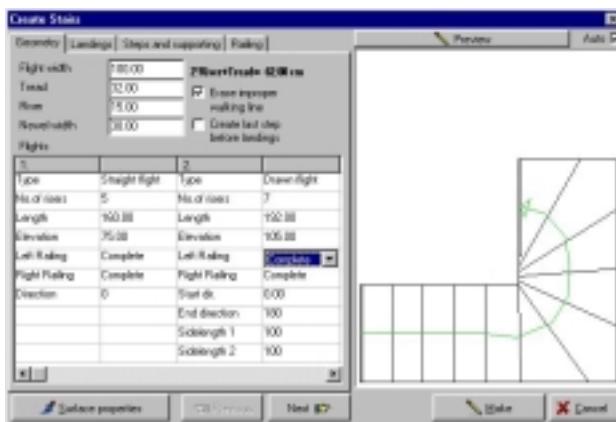 Create Stairs
Geometry Landings Steps and supporting Railing
Preview
Auto
Flight width 100.00
2*Riser+Tread= 62.00 cm
Tread 32.00
Erase improper walking line
Riser 15.00
Newel width 30.00
Create last step before landings
Flights
1. 2.
Type Straight flight Type Drawn flight
No. of risers 5 No. of risers 7
Length 160.00 Length 192.00
Elevation 75.00 Elevation 105.00
Left Railing Complete Left Railing Complete
Right Railing Complete Right Railing Complete
Direction 0 Start dir. 0.00
End direction 180
Sidelength 1 100
Sidelength 2 100
Surface properties
Next
Make
Cancel